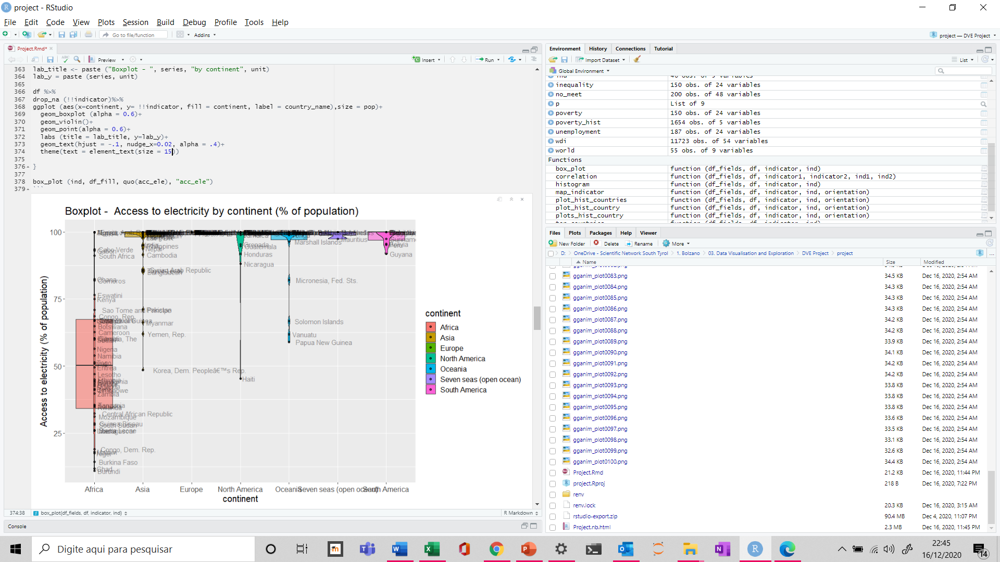 project - RStudio
File Edit Code View Plots Session Build Debug Profile Tools Help
Go to file/function Addins project — DVE Project
Project.Rmd*
Preview Insert Run
363 lab_title <- paste ("Boxplot - ", series, "by continent", unit)
364 lab_y = paste (series, unit)
365
366 df %>%
367 drop_na (!!indicator)%>%
368 ggplot (aes(x=continent, y= !!indicator, fill = continent, label = country_name),size = pop)+
369 geom_boxplot (alpha = 0.6)+
370 geom_violin()+
371 geom_point(alpha = 0.6)+
372 labs (title = lab_title, y=lab_y)+
373 geom_text(hjust = -.1, nudge_x=0.02, alpha = .4)+
374 theme(text = element_text(size = 15))
375
376 }
377
378 box_plot (ind, df_fill, quo(acc_ele), "acc_ele")
379 ```
Boxplot -  Access to electricity by continent (% of population)
Access to electricity (% of population)
100
75
50
25
Cabo Verde
South Africa
Ghana
Comoros
Eswatini
Kenya
Sao Tome and Principe
Congo, Rep.
Botswana
Cameroon
Nigeria
Namibia
Togo
Eritrea
Lesotho
Zimbabwe
Zambia
Tanzania
Rwanda
Central African Republic
Mozambique
Guinea-Bissau
South Sudan
Sierra Leone
Congo, Dem. Rep.
Malawi
Niger
Burkina Faso
Chad
Burundi
India
Philippines
Nepal
Cambodia
Syrian Arab Republic
Bangladesh
Pakistan
Myanmar
Yemen, Rep.
Korea, Dem. Peopleâ€™s Rep.
Jamaica
Grenada
Guatemala
Honduras
Nicaragua
Haiti
Marshall Islands
Micronesia, Fed. Sts.
Solomon Islands
Vanuatu
Papua New Guinea
Mauritius
Suriname
Peru
Guyana
Africa Asia Europe North America Oceania Seven seas (open ocean) South America
continent
continent
Africa
Asia
Europe
North America
Oceania
Seven seas (open ocean)
South America
374:38 box_plot(df_fields, df, indicator, ind) R Markdown
Console
Environment History Connections Tutorial
Import Dataset List
Global Environment
inequality 150 obs. of 24 variables
no_meet 200 obs. of 48 variables
p List of 9
poverty 150 obs. of 24 variables
poverty_hist 1654 obs. of 5 variables
unemployment 187 obs. of 24 variables
wdi 11723 obs. of 54 variables
world 55 obs. of 9 variables
Functions
box_plot function (df_fields, df, indicator, ind)
correlation function (df_fields, df, indicator1, indicator2, ind1, ind2)
histogram function (df_fields, df, indicator, ind)
map_indicator function (df_fields, df, indicator, ind, orientation)
plot_hist_countries function (df_fields, df, indicator, ind, orientation)
plot_hist_country function (df_fields, df, indicator, ind, orientation)
plots_hist_country function (df_fields, df, indicator, ind, orientation)
Files Plots Packages Help Viewer
New Folder Delete Rename More
D: OneDrive - Scientific Network South Tyrol 1. Bolzano 03. Data Visualisation and Exploration DVE Project project ...
Name Size Modified
gganim_plot0083.png 34.5 KB Dec 16, 2020, 2:54 AM
gganim_plot0084.png 34.3 KB Dec 16, 2020, 2:54 AM
gganim_plot0085.png 34.3 KB Dec 16, 2020, 2:54 AM
gganim_plot0086.png 34.3 KB Dec 16, 2020, 2:54 AM
gganim_plot0087.png 34.2 KB Dec 16, 2020, 2:54 AM
gganim_plot0088.png 34.2 KB Dec 16, 2020, 2:54 AM
gganim_plot0089.png 33.9 KB Dec 16, 2020, 2:54 AM
gganim_plot0090.png 34.1 KB Dec 16, 2020, 2:54 AM
gganim_plot0091.png 34.2 KB Dec 16, 2020, 2:54 AM
gganim_plot0092.png 34.2 KB Dec 16, 2020, 2:54 AM
gganim_plot0093.png 33.8 KB Dec 16, 2020, 2:54 AM
gganim_plot0094.png 33.8 KB Dec 16, 2020, 2:54 AM
gganim_plot0095.png 33.8 KB Dec 16, 2020, 2:54 AM
gganim_plot0096.png 33.6 KB Dec 16, 2020, 2:54 AM
gganim_plot0097.png 33.5 KB Dec 16, 2020, 2:54 AM
gganim_plot0098.png 33.1 KB Dec 16, 2020, 2:54 AM
gganim_plot0099.png 32.6 KB Dec 16, 2020, 2:54 AM
gganim_plot0100.png 34.4 KB Dec 16, 2020, 2:54 AM
Project.Rmd 21.2 KB Dec 16, 2020, 11:44 PM
project.Rproj 218 B Dec 16, 2020, 7:22 PM
renv
renv.lock 20.3 KB Dec 16, 2020, 3:15 AM
rstudio-export.zip 90.4 MB Dec 4, 2020, 11:07 PM
Project.nb.html 2.3 MB Dec 16, 2020, 11:45 PM
Digite aqui para pesquisar
22:45
16/12/2020
14